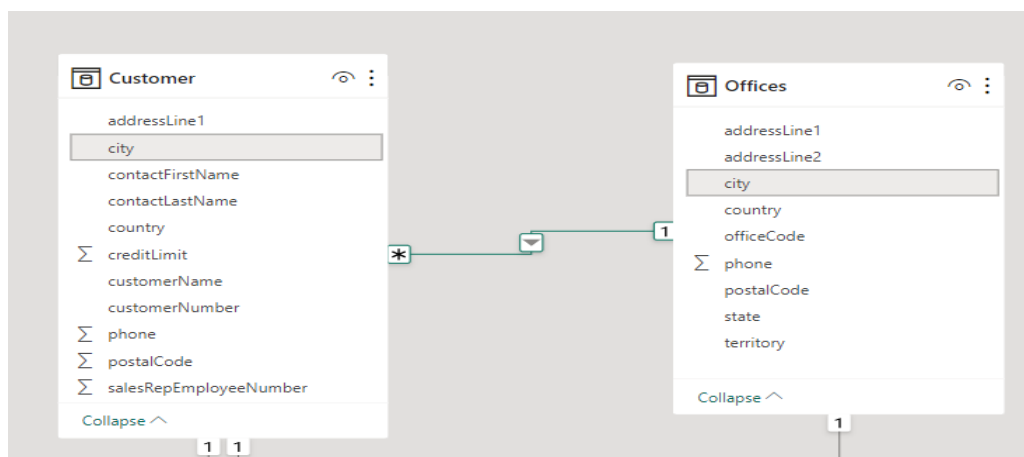 Customer
addressLine1
city
contactFirstName
contactLastName
country
∑ creditLimit
customerName
customerNumber
∑ phone
∑ postalCode
∑ salesRepEmployeeNumber
Collapse
1 1
*
1
Offices
addressLine1
addressLine2
city
country
officeCode
∑ phone
postalCode
state
territory
Collapse
1